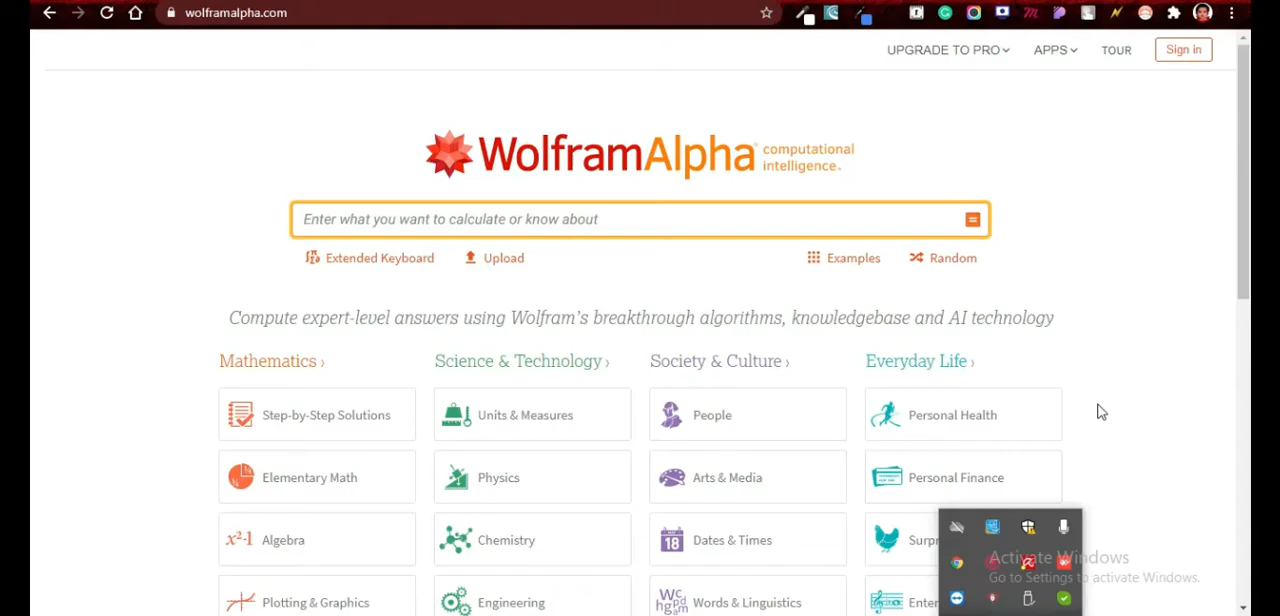 wolframalpha.com
UPGRADE TO PRO APPS TOUR Sign in
WolframAlpha computational intelligence.
Enter what you want to calculate or know about
Extended Keyboard Upload Examples Random
Compute expert-level answers using Wolfram's breakthrough algorithms, knowledgebase and AI technology
Mathematics › Science & Technology › Society & Culture › Everyday Life ›
Step-by-Step Solutions Units & Measures People Personal Health
Elementary Math Physics Arts & Media Personal Finance
x²-1 Algebra Chemistry 18 Dates & Times Surpr
Activate Windows
Go to Settings to activate Windows.
Plotting & Graphics Engineering Words & Linguistics Enter